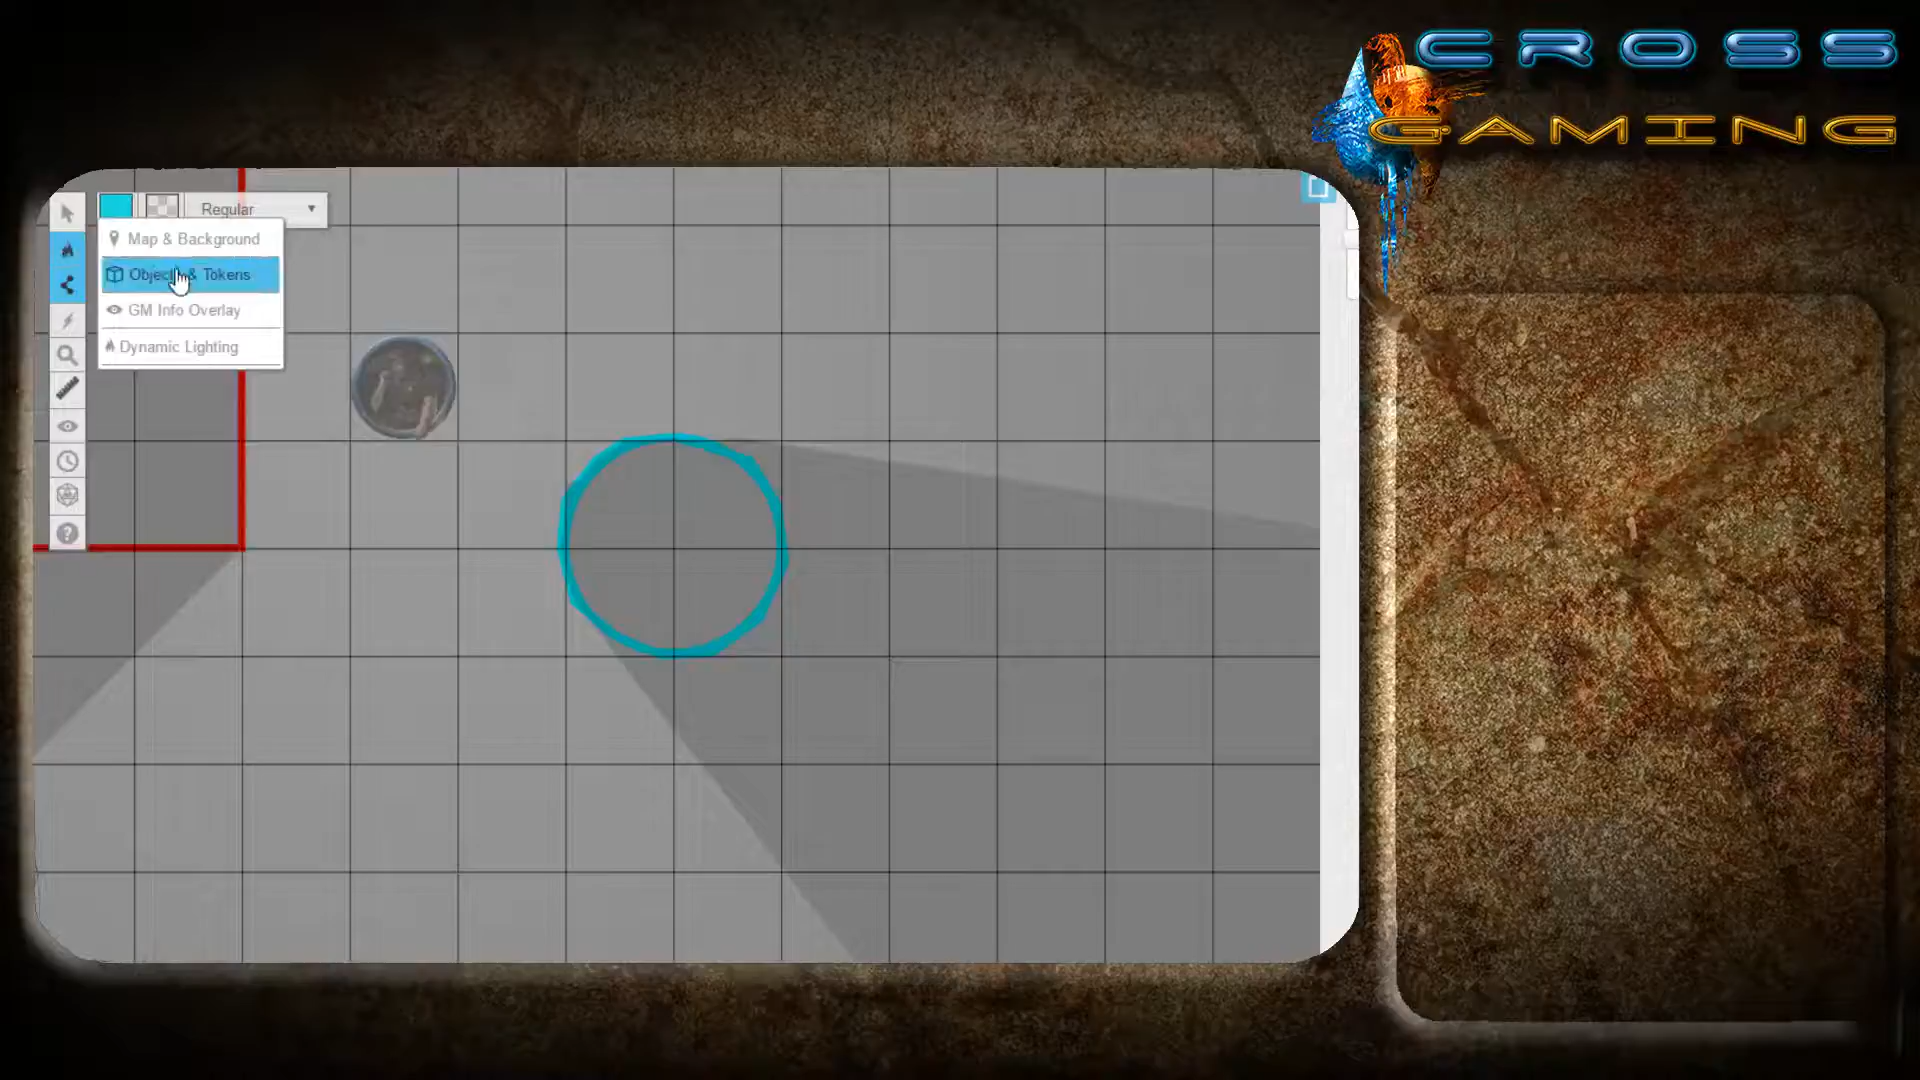 CROSS
GAMING
Regular
Map & Background
Objects & Tokens
GM Info Overlay
Dynamic Lighting
?